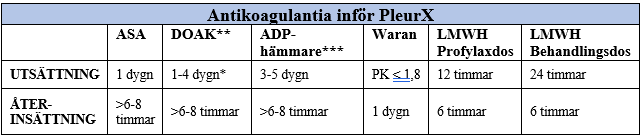 Antikoagulantia inför PleurX
ASA DOAK** ADP-hämmare*** Waran LMWH Profylaxdos LMWH Behandlingsdos
UTSÄTTNING 1 dygn 1-4 dygn* 3-5 dygn PK ≤ 1,8 12 timmar 24 timmar
ÅTER-INSÄTTNING >6-8 timmar >6-8 timmar >6-8 timmar 1 dygn 6 timmar 6 timmar